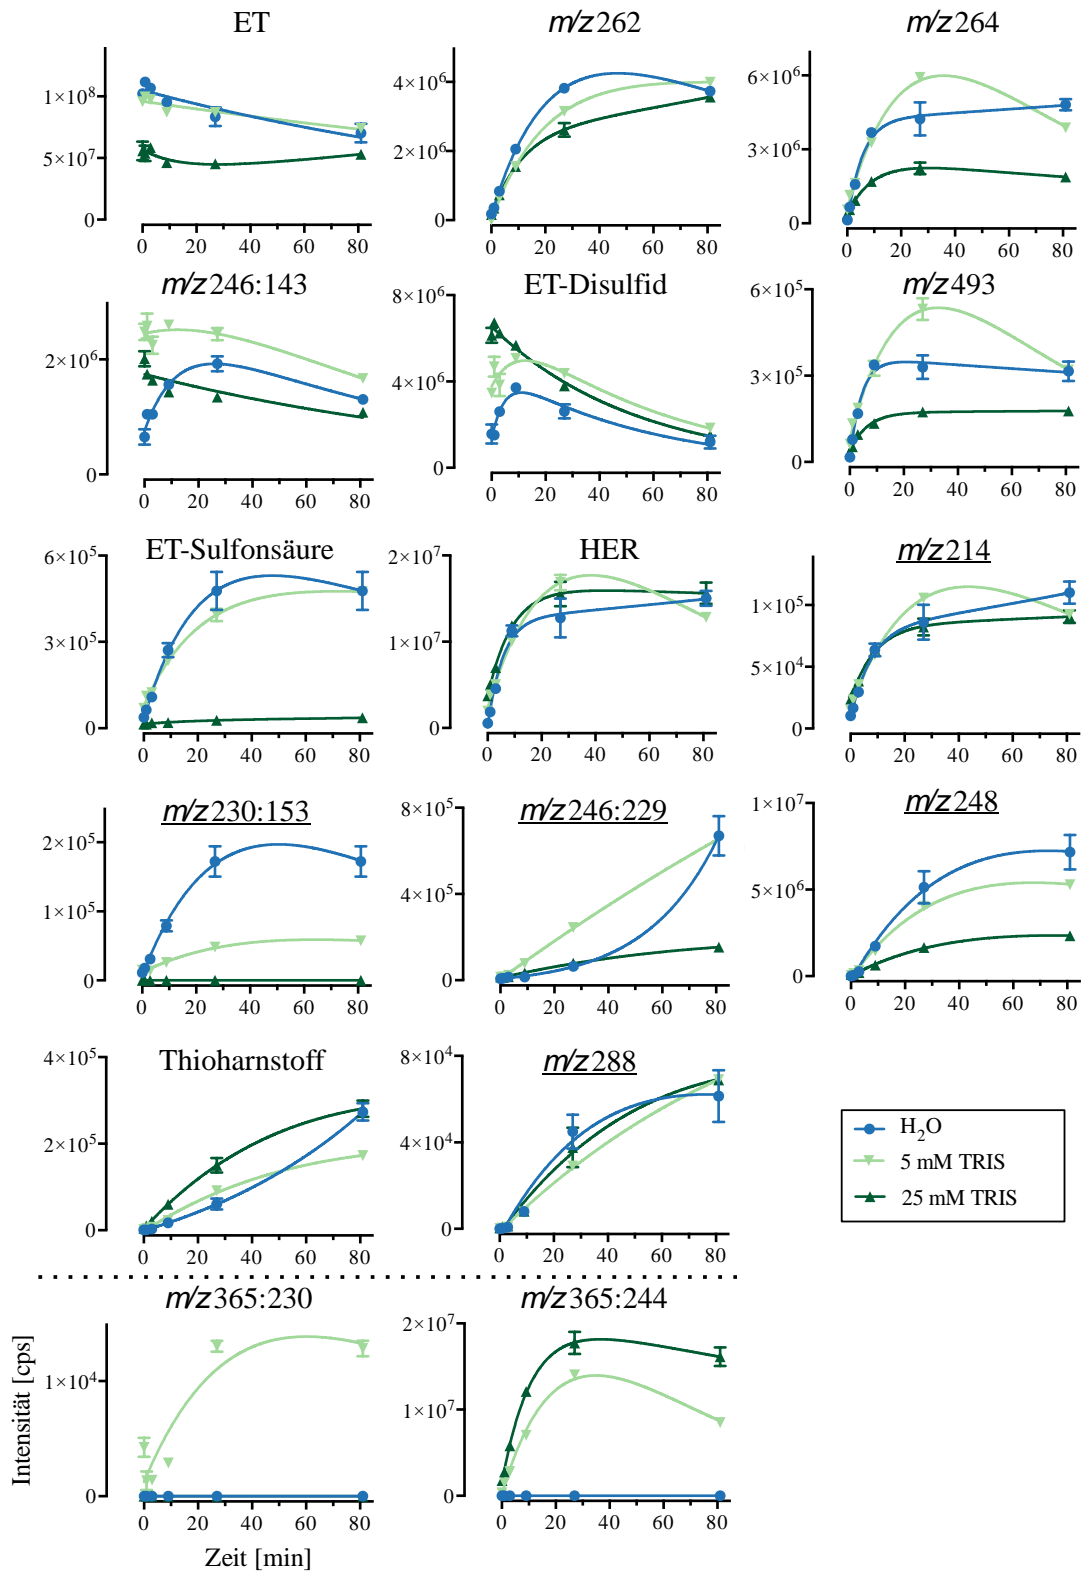 ET
m/z 262
m/z 264
1×10⁸
5×10⁷
0
0 20 40 60 80
4×10⁶
2×10⁶
0
0 20 40 60 80
6×10⁶
3×10⁶
0
0 20 40 60 80
m/z 246:143
ET-Disulfid
m/z 493
2×10⁶
0
0 20 40 60 80
8×10⁶
4×10⁶
0
0 20 40 60 80
6×10⁵
3×10⁵
0
0 20 40 60 80
ET-Sulfonsäure
HER
m/z 214
6×10⁵
3×10⁵
0
0 20 40 60 80
2×10⁷
1×10⁷
0
0 20 40 60 80
1×10⁵
5×10⁴
0
0 20 40 60 80
m/z 230:153
m/z 246:229
m/z 248
2×10⁵
1×10⁵
0
0 20 40 60 80
8×10⁵
4×10⁵
0
0 20 40 60 80
1×10⁷
5×10⁶
0
0 20 40 60 80
Thioharnstoff
m/z 288
4×10⁵
2×10⁵
0
0 20 40 60 80
8×10⁴
4×10⁴
0
0 20 40 60 80
H₂O
5 mM TRIS
25 mM TRIS
m/z 365:230
m/z 365:244
Intensität [cps]
1×10⁴
0
0 20 40 60 80
Zeit [min]
2×10⁷
1×10⁷
0
0 20 40 60 80